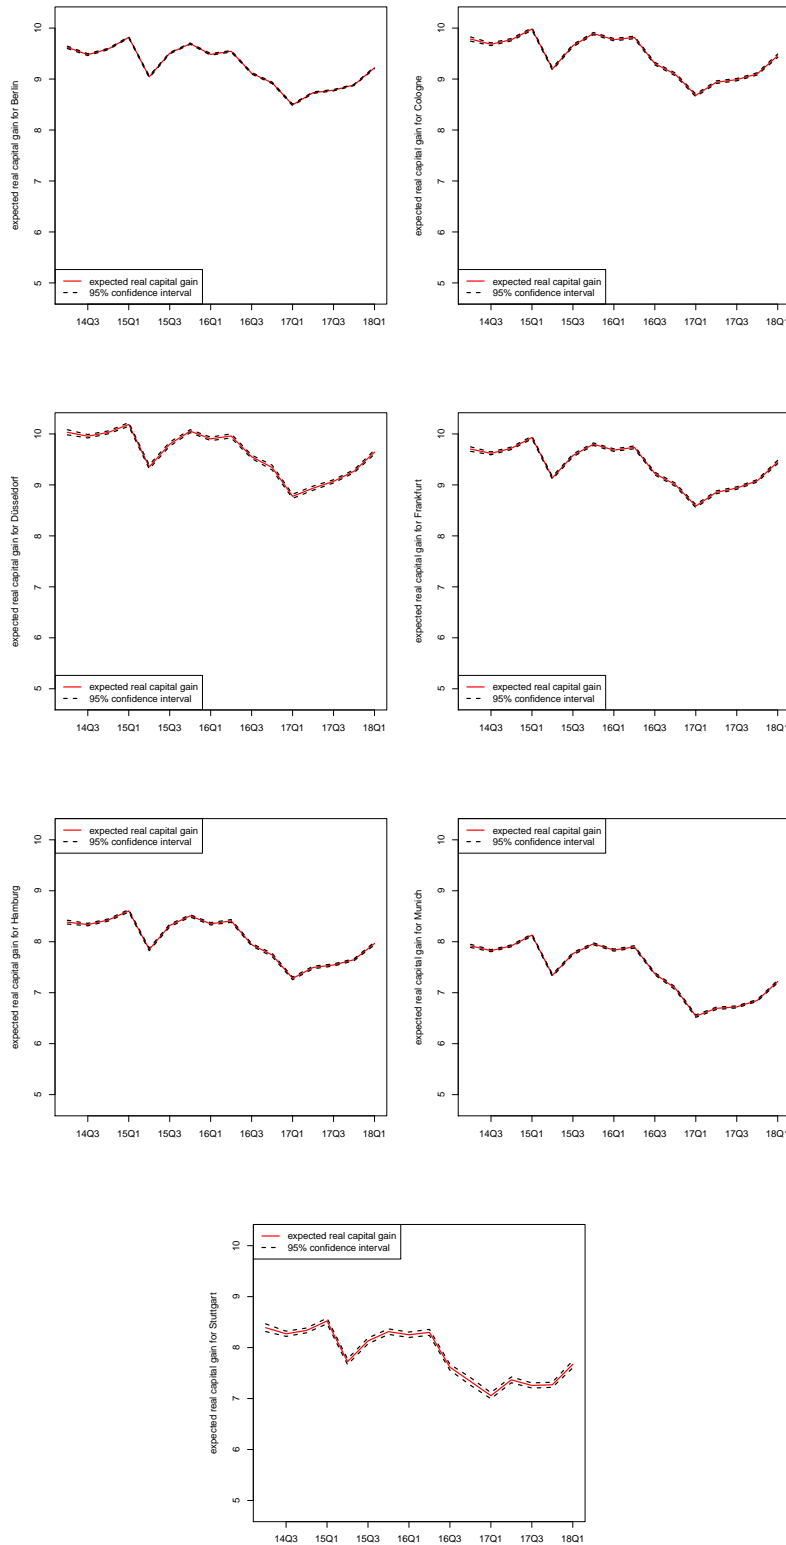 expected real capital gain for Berlin
10
9
8
7
6
5
expected real capital gain
95% confidence interval
14Q3 15Q1 15Q3 16Q1 16Q3 17Q1 17Q3 18Q1
expected real capital gain for Cologne
10
9
8
7
6
5
expected real capital gain
95% confidence interval
14Q3 15Q1 15Q3 16Q1 16Q3 17Q1 17Q3 18Q1
expected real capital gain for Düsseldorf
10
9
8
7
6
5
expected real capital gain
95% confidence interval
14Q3 15Q1 15Q3 16Q1 16Q3 17Q1 17Q3 18Q1
expected real capital gain for Frankfurt
10
9
8
7
6
5
expected real capital gain
95% confidence interval
14Q3 15Q1 15Q3 16Q1 16Q3 17Q1 17Q3 18Q1
expected real capital gain for Hamburg
10
9
8
7
6
5
expected real capital gain
95% confidence interval
14Q3 15Q1 15Q3 16Q1 16Q3 17Q1 17Q3 18Q1
expected real capital gain for Munich
10
9
8
7
6
5
expected real capital gain
95% confidence interval
14Q3 15Q1 15Q3 16Q1 16Q3 17Q1 17Q3 18Q1
expected real capital gain for Stuttgart
10
9
8
7
6
5
expected real capital gain
95% confidence interval
14Q3 15Q1 15Q3 16Q1 16Q3 17Q1 17Q3 18Q1